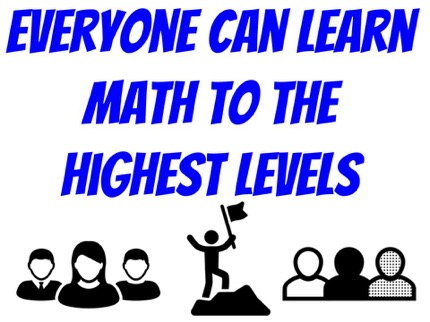 EVERYONE CAN LEARN
MATH TO THE
HIGHEST LEVELS